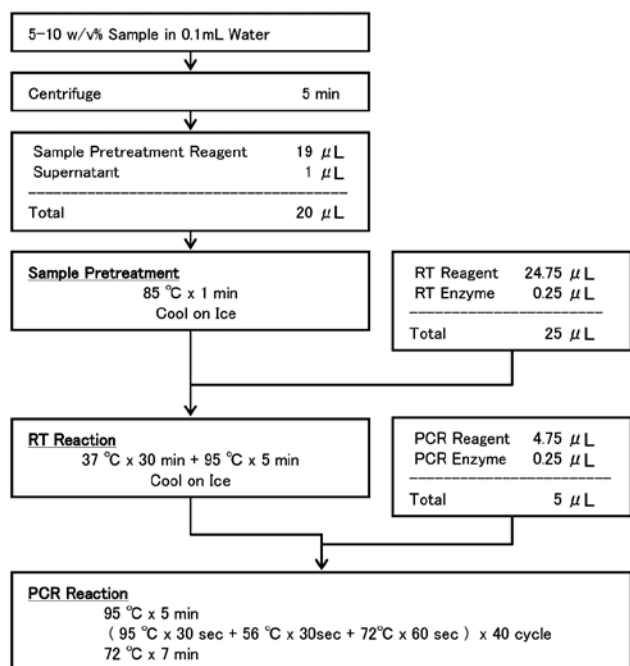 5-10 w/v% Sample in 0.1mL Water
Centrifuge 5 min
Sample Pretreatment Reagent 19 μL
Supernatant 1 μL
Total 20 μL
Sample Pretreatment
85 ℃ x 1 min
Cool on Ice
RT Reagent 24.75 μL
RT Enzyme 0.25 μL
Total 25 μL
RT Reaction
37 ℃ x 30 min + 95 ℃ x 5 min
Cool on Ice
PCR Reagent 4.75 μL
PCR Enzyme 0.25 μL
Total 5 μL
PCR Reaction
95 ℃ x 5 min
( 95 ℃ x 30 sec + 56 ℃ x 30sec + 72℃ x 60 sec ) x 40 cycle
72 ℃ x 7 min